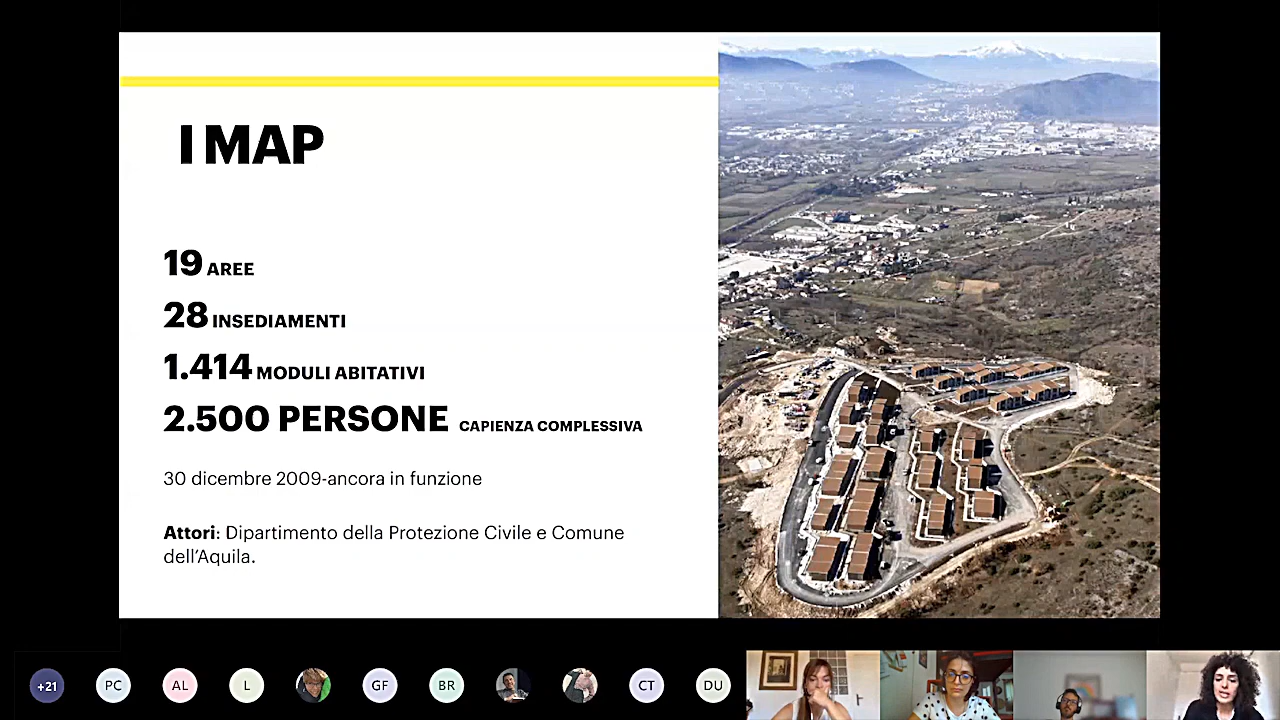 I MAP
19 AREE
28 INSEDIAMENTI
1.414 MODULI ABITATIVI
2.500 PERSONE CAPIENZA COMPLESSIVA
30 dicembre 2009-ancora in funzione
Attori: Dipartimento della Protezione Civile e Comune
dell'Aquila.
+21 PC AL L GF BR CT DU